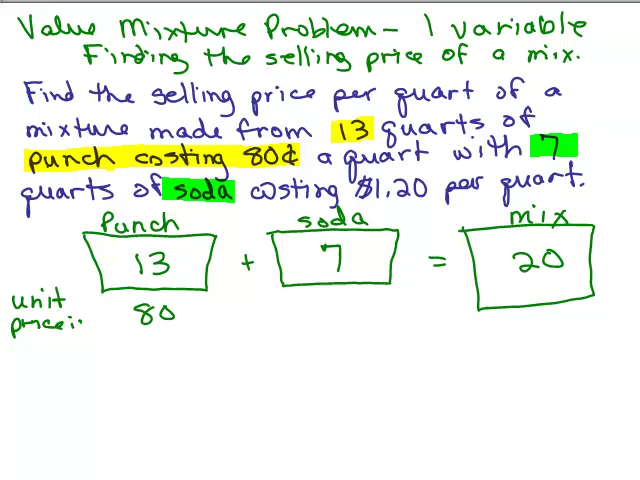 Value Mixture Problem - 1 variable
Finding the selling price of a mix.
Find the selling price per quart of a
mixture made from 13 quarts of
punch costing 80¢ a quart with 7
quarts of soda costing $1.20 per quart.
Punch soda mix
13 + 7 = 20
unit
price: 80